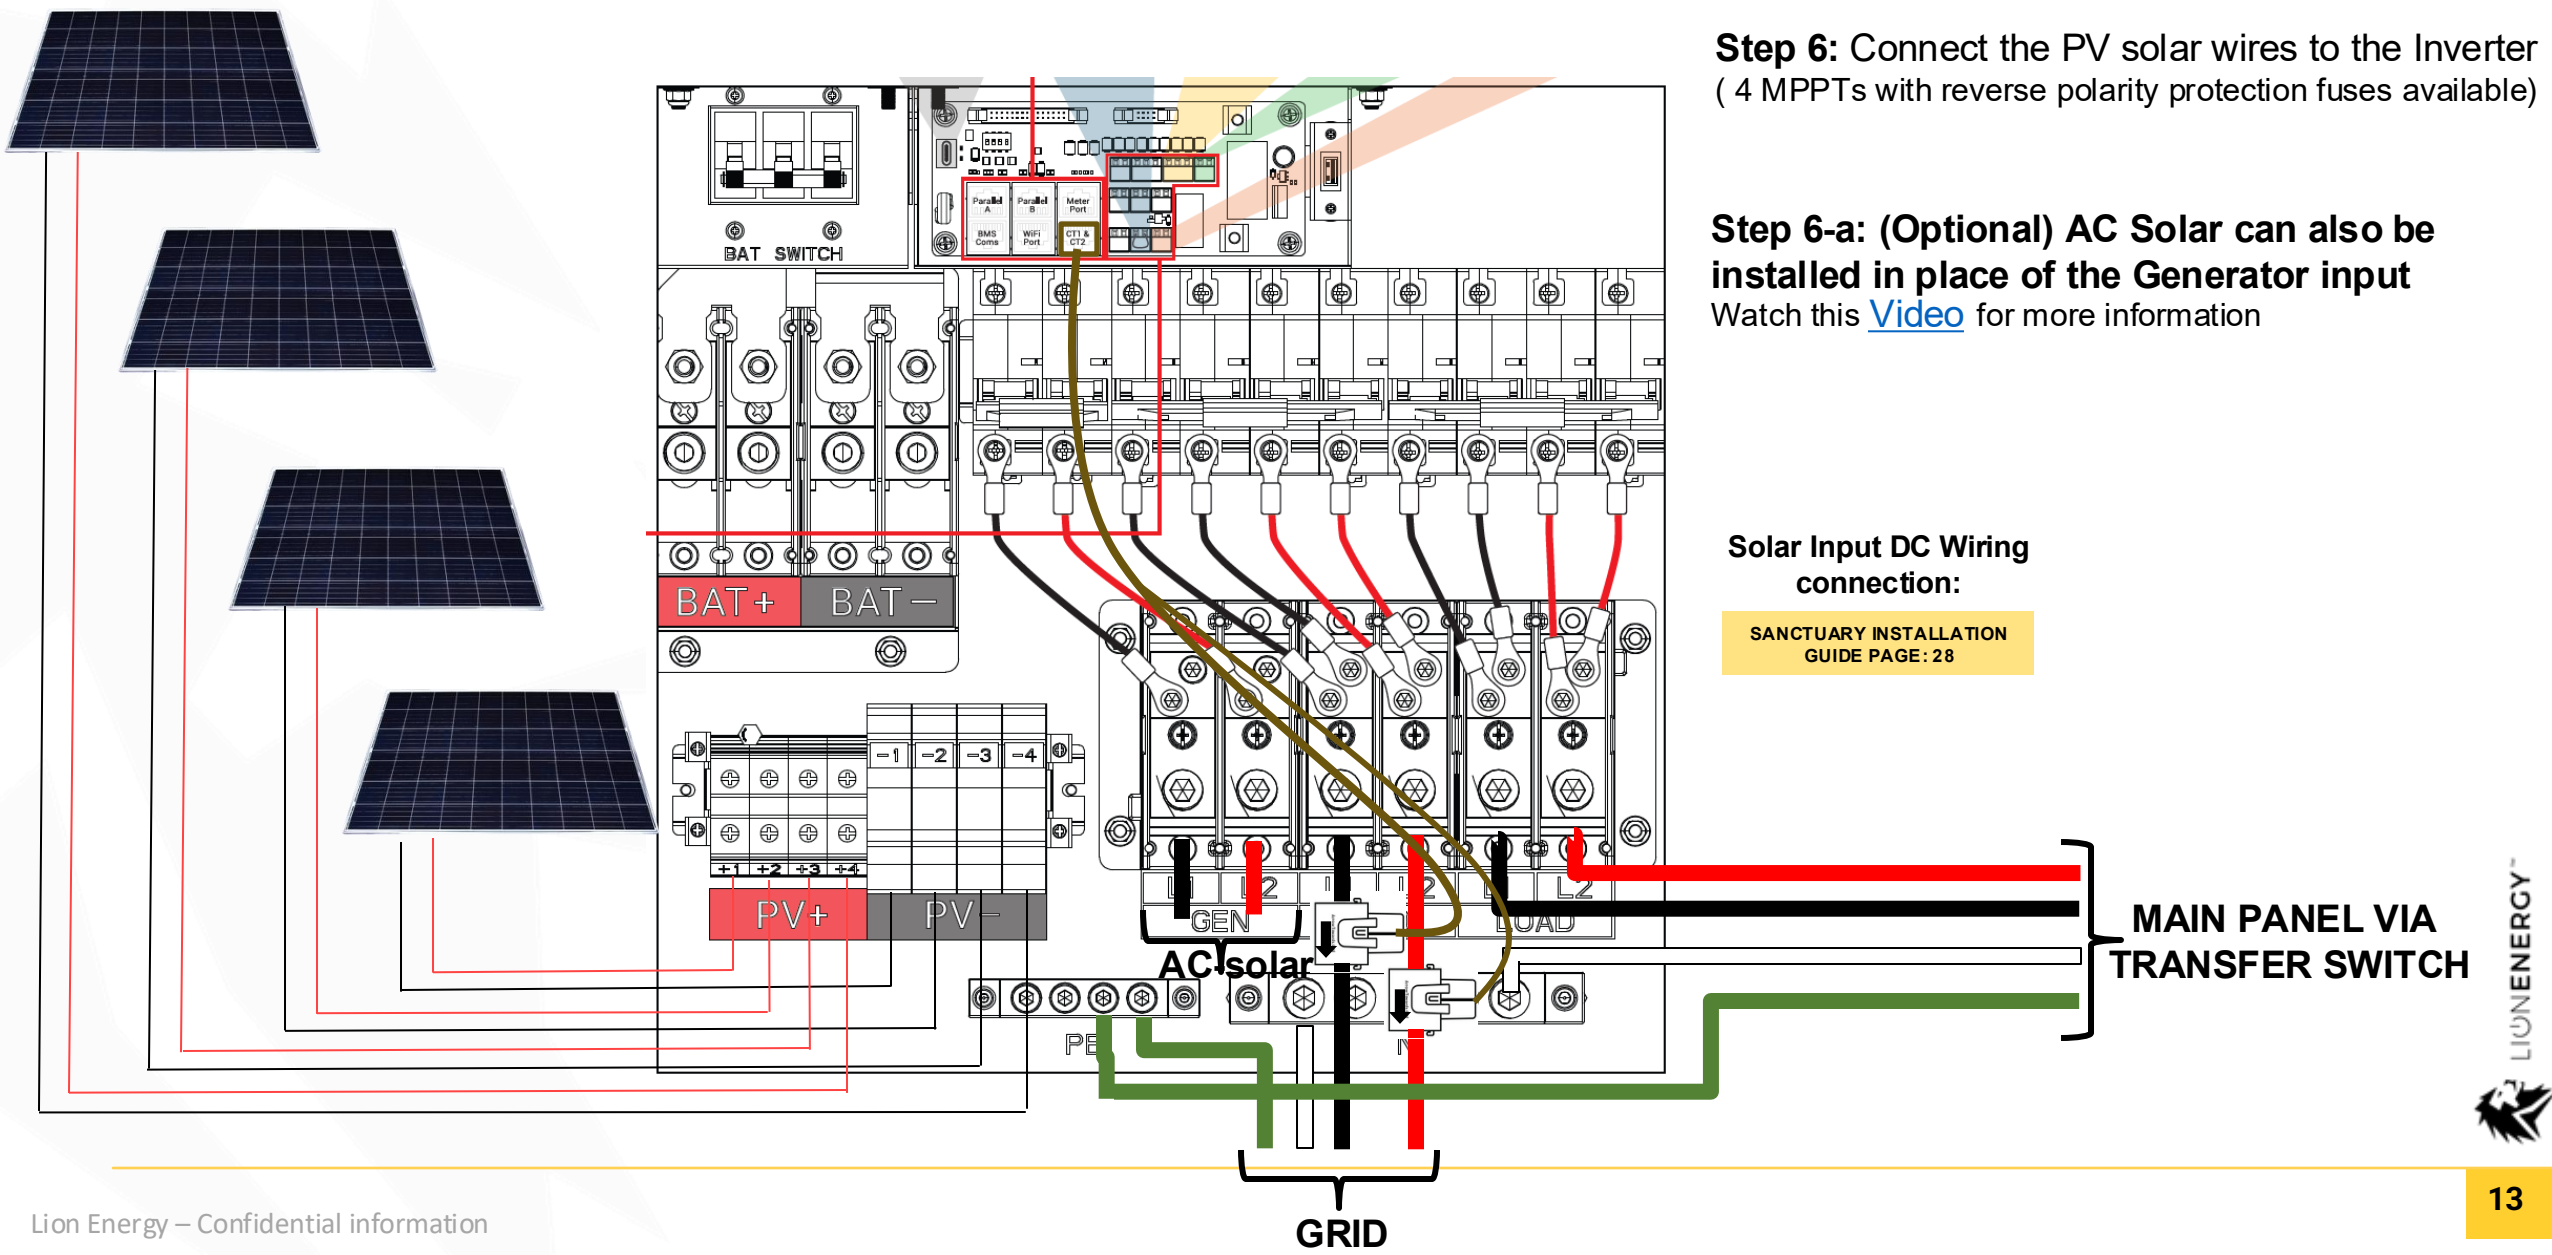 Step 6: Connect the PV solar wires to the Inverter
( 4 MPPTs with reverse polarity protection fuses available)
Step 6-a: (Optional) AC Solar can also be
installed in place of the Generator input
Watch this Video for more information
Solar Input DC Wiring
connection:
SANCTUARY INSTALLATION
GUIDE PAGE: 28
BAT SWITCH
Parallel
A
Parallel
B
Meter
Port
BMS
Coms
WiFi
Port
CT1 &
CT2
BAT+ BAT−
−1 −2 −3 −4
+1 +2 +3 +4
PV+ PV−
L2
GEN
LOAD
AC solar
PE
N
MAIN PANEL VIA
TRANSFER SWITCH
GRID
LIONENERGY™
Lion Energy – Confidential information
13